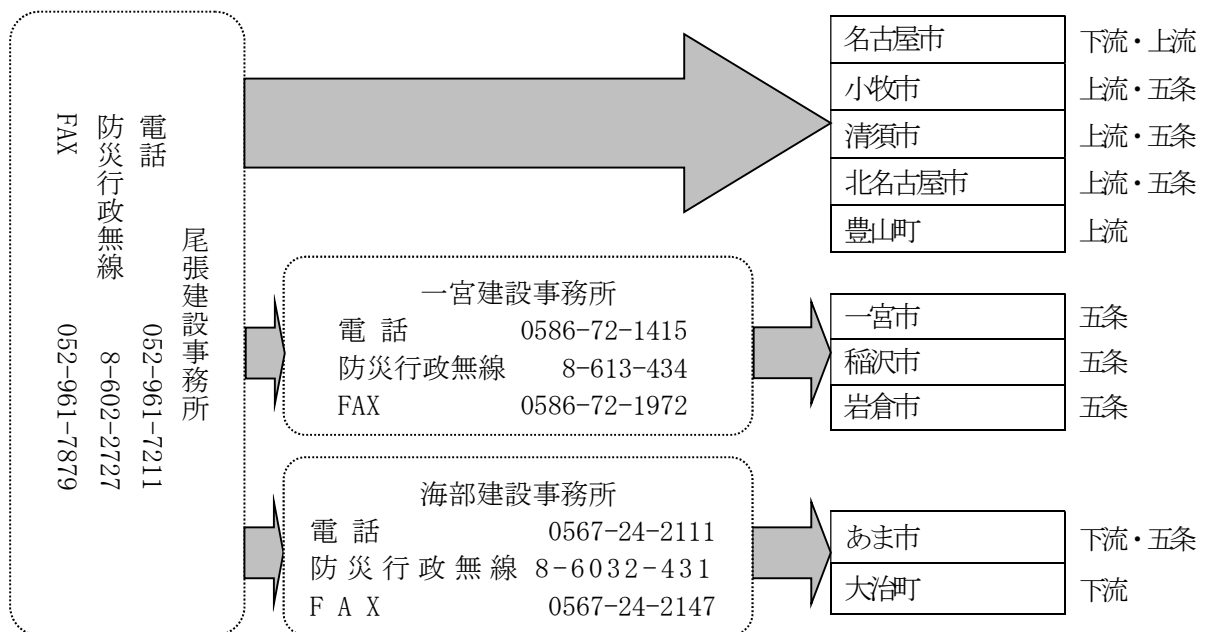 尾張建設事務所
電話 052-961-7211
防災行政無線 8-602-2727
FAX 052-961-7879
名古屋市 下流・上流
小牧市 上流・五条
清須市 上流・五条
北名古屋市 上流・五条
豊山町 上流
一宮建設事務所
電 話 0586-72-1415
防災行政無線 8-613-434
FAX 0586-72-1972
一宮市 五条
稲沢市 五条
岩倉市 五条
海部建設事務所
電 話 0567-24-2111
防 災 行 政 無 線 8-6032-431
F A X 0567-24-2147
あま市 下流・五条
大治町 下流